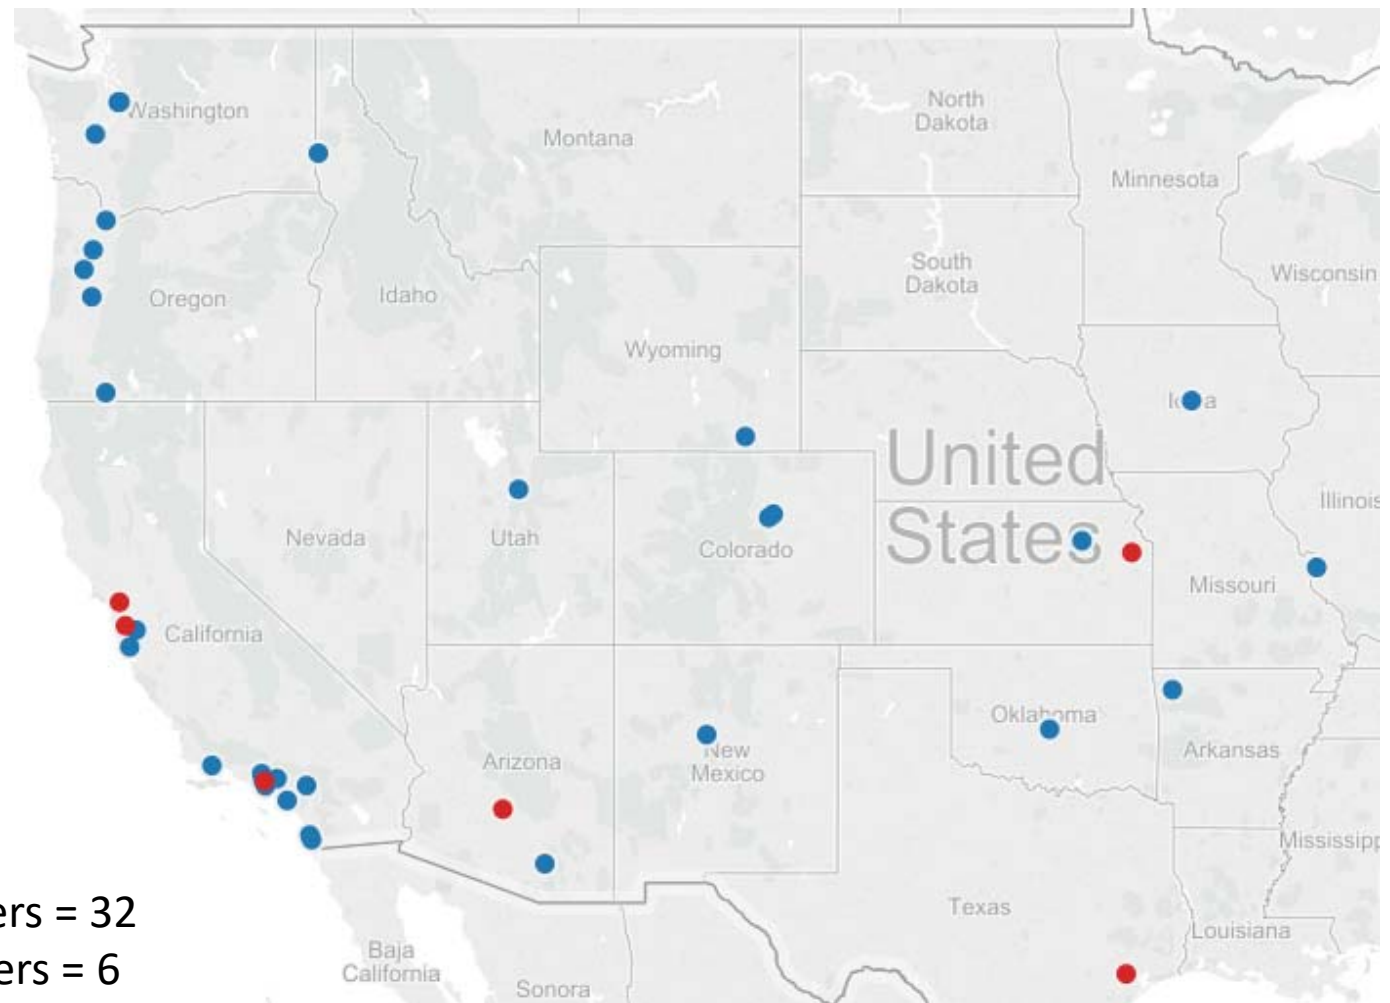 Washington
Montana
North
Dakota
Minnesota
Oregon
Idaho
South
Dakota
Wisconsin
Wyoming
United
States
Illinois
Nevada
Utah
Colorado
Missouri
California
Arizona
New
Mexico
Oklahoma
Arkansas
Texas
Louisiana
Baja
California
Sonora
ers = 32
ers = 6